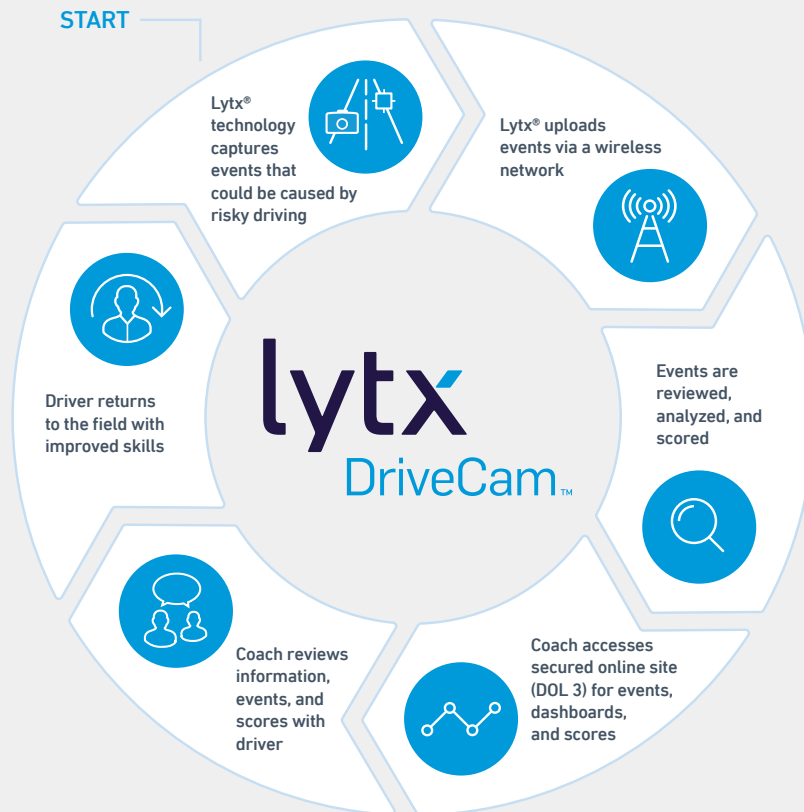 START
Lytx®
technology
captures
events that
could be caused by
risky driving
Lytx® uploads
events via a wireless
network
Events are
reviewed,
analyzed, and
scored
Coach accesses
secured online site
(DOL 3) for events,
dashboards,
and scores
Coach reviews
information,
events, and
scores with
driver
Driver returns
to the field with
improved skills
lytx
DriveCam™